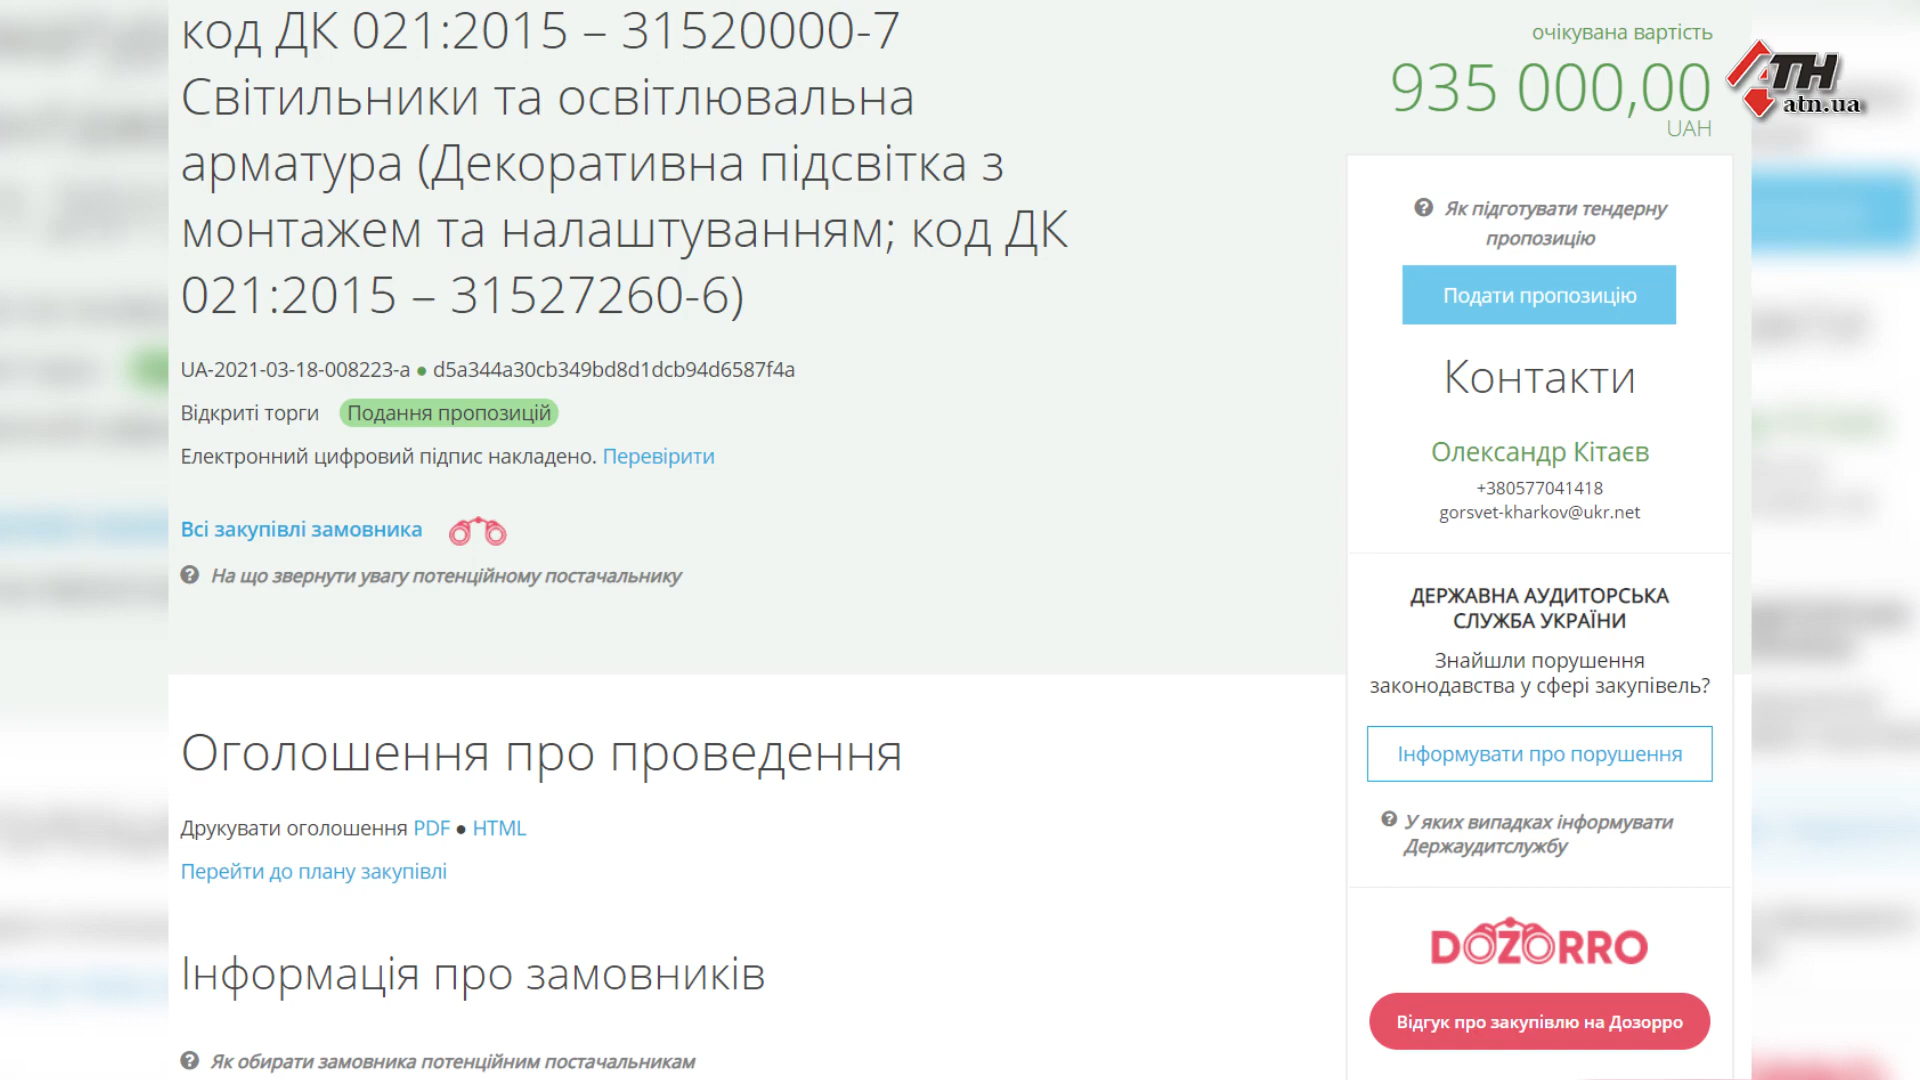 код ДК 021:2015 – 31520000-7
Світильники та освітлювальна
арматура (Декоративна підсвітка з
монтажем та налаштуванням; код ДК
021:2015 – 31527260-6)
UA-2021-03-18-008223-a ● d5a344a30cb349bd8d1dcb94d6587f4a
Відкриті торги Подання пропозицій
Електронний цифровий підпис накладено. Перевірити
Всі закупівлі замовника
На що звернути увагу потенційному постачальнику
Оголошення про проведення
Друкувати оголошення PDF ● HTML
Перейти до плану закупівлі
Інформація про замовників
Як обирати замовника потенційним постачальникам
очікувана вартість
935 000,00
UAH
АТН
atn.ua
Як підготувати тендерну
пропозицію
Подати пропозицію
Контакти
Олександр Кітаєв
+380577041418
gorsvet-kharkov@ukr.net
ДЕРЖАВНА АУДИТОРСЬКА
СЛУЖБА УКРАЇНИ
Знайшли порушення
законодавства у сфері закупівель?
Інформувати про порушення
У яких випадках інформувати
Держаудитслужбу
DOZORRO
Відгук про закупівлю на Дозорро